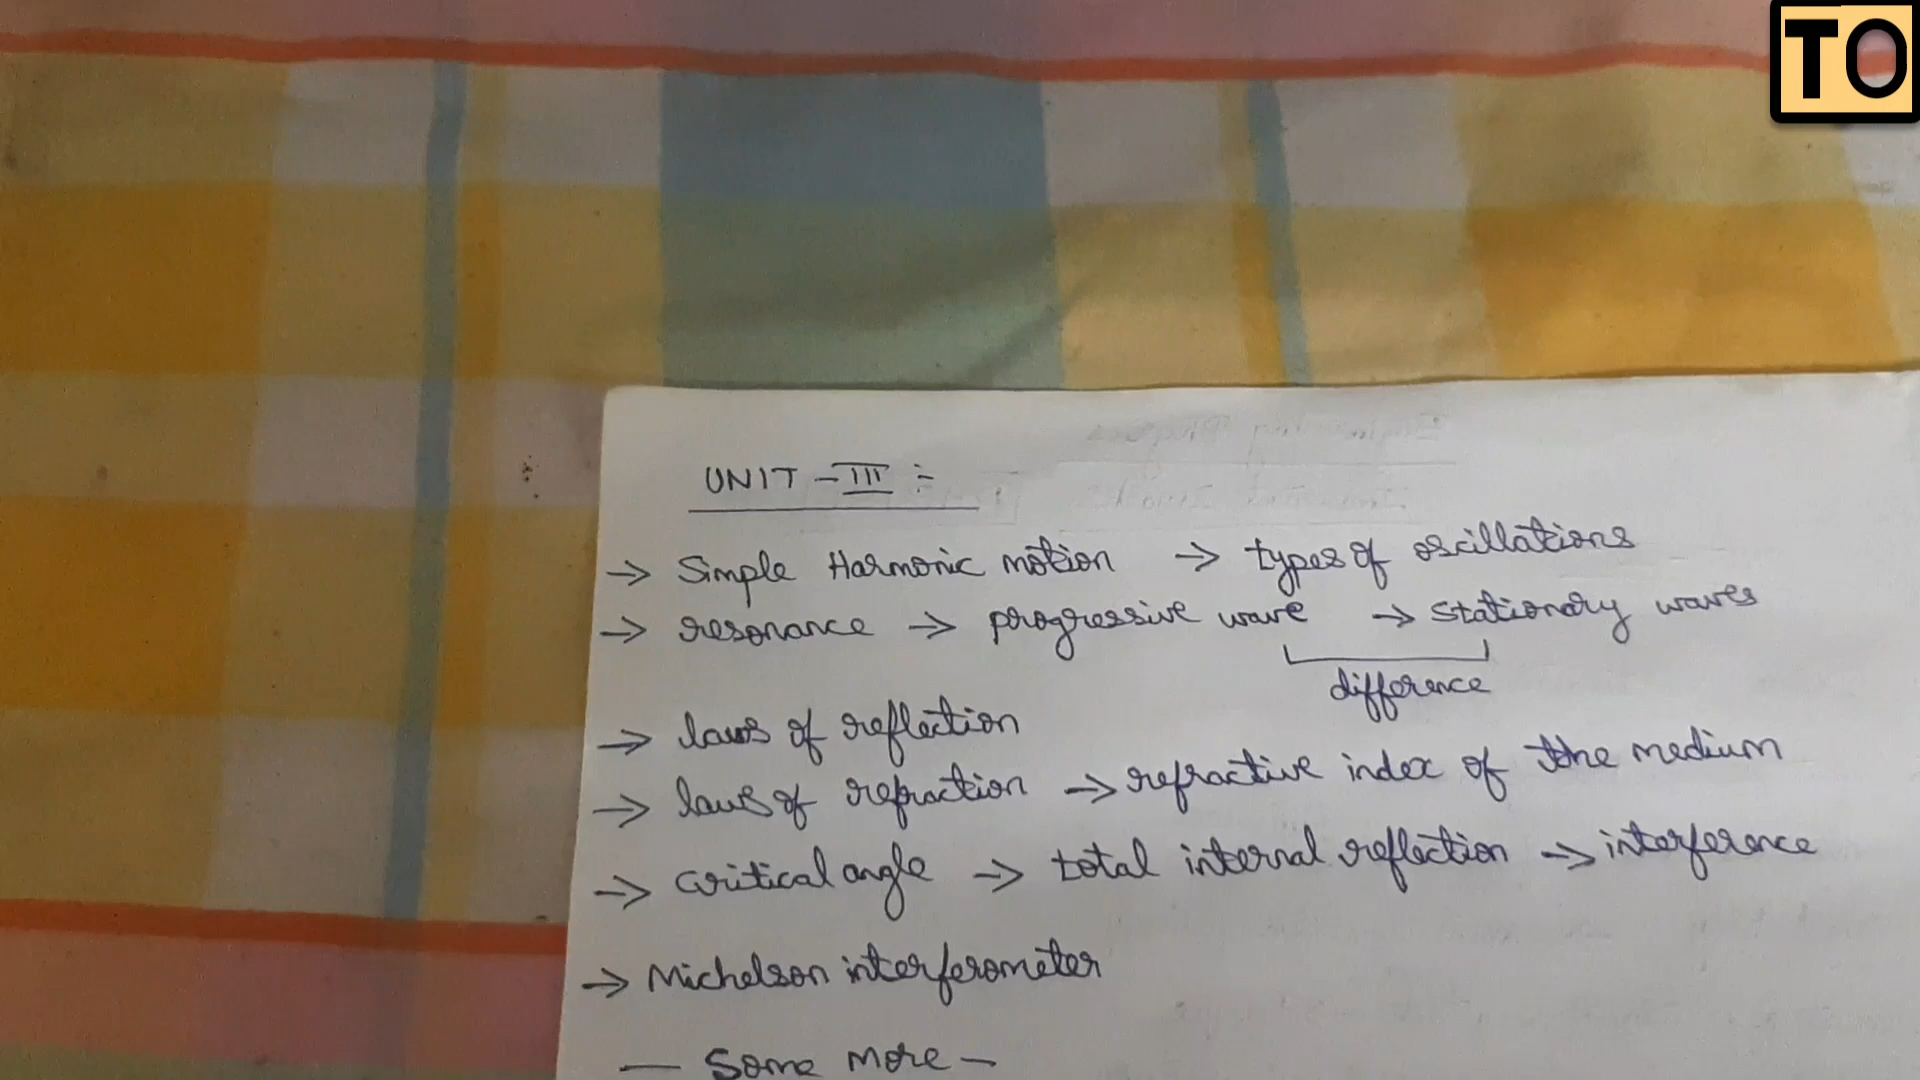 TO
UNIT - III :-
→ Simple Harmonic motion → types of oscillations
→ resonance → progressive wave → stationary waves
difference
→ laws of reflection
→ laws of refraction → refractive index of the medium
→ critical angle → total internal reflection → interference
→ Michelson interferometer
— Some more —